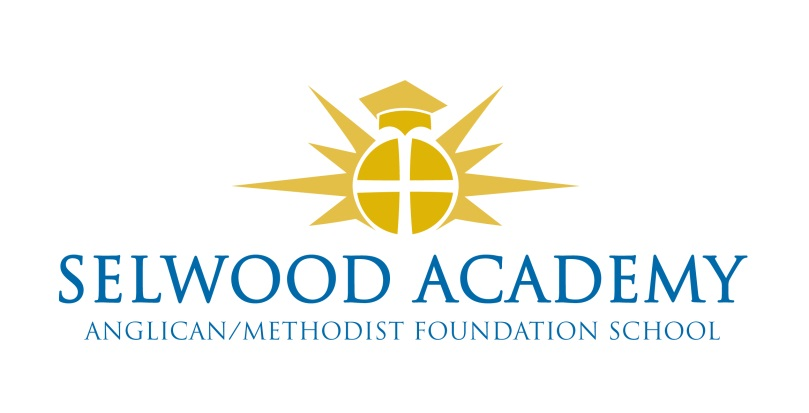 SELWOOD ACADEMY
ANGLICAN/METHODIST FOUNDATION SCHOOL